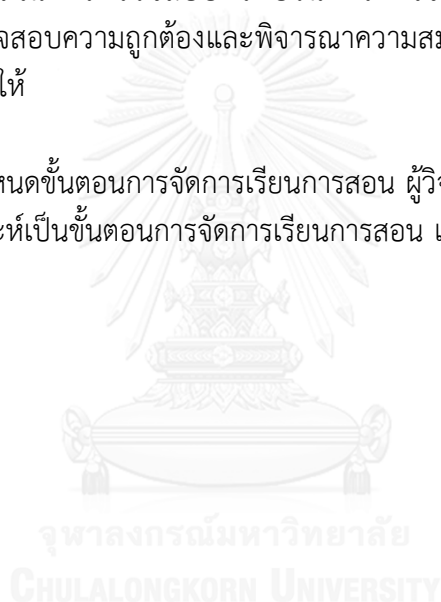 จสอบความถูกต้องและพิจารณาความสม
ให้
หนดขั้นตอนการจัดการเรียนการสอน ผู้วิจ
ะห์เป็นขั้นตอนการจัดการเรียนการสอน แ
จุฬาลงกรณ์มหาวิทยาลัย
CHULALONGKORN UNIVERSITY